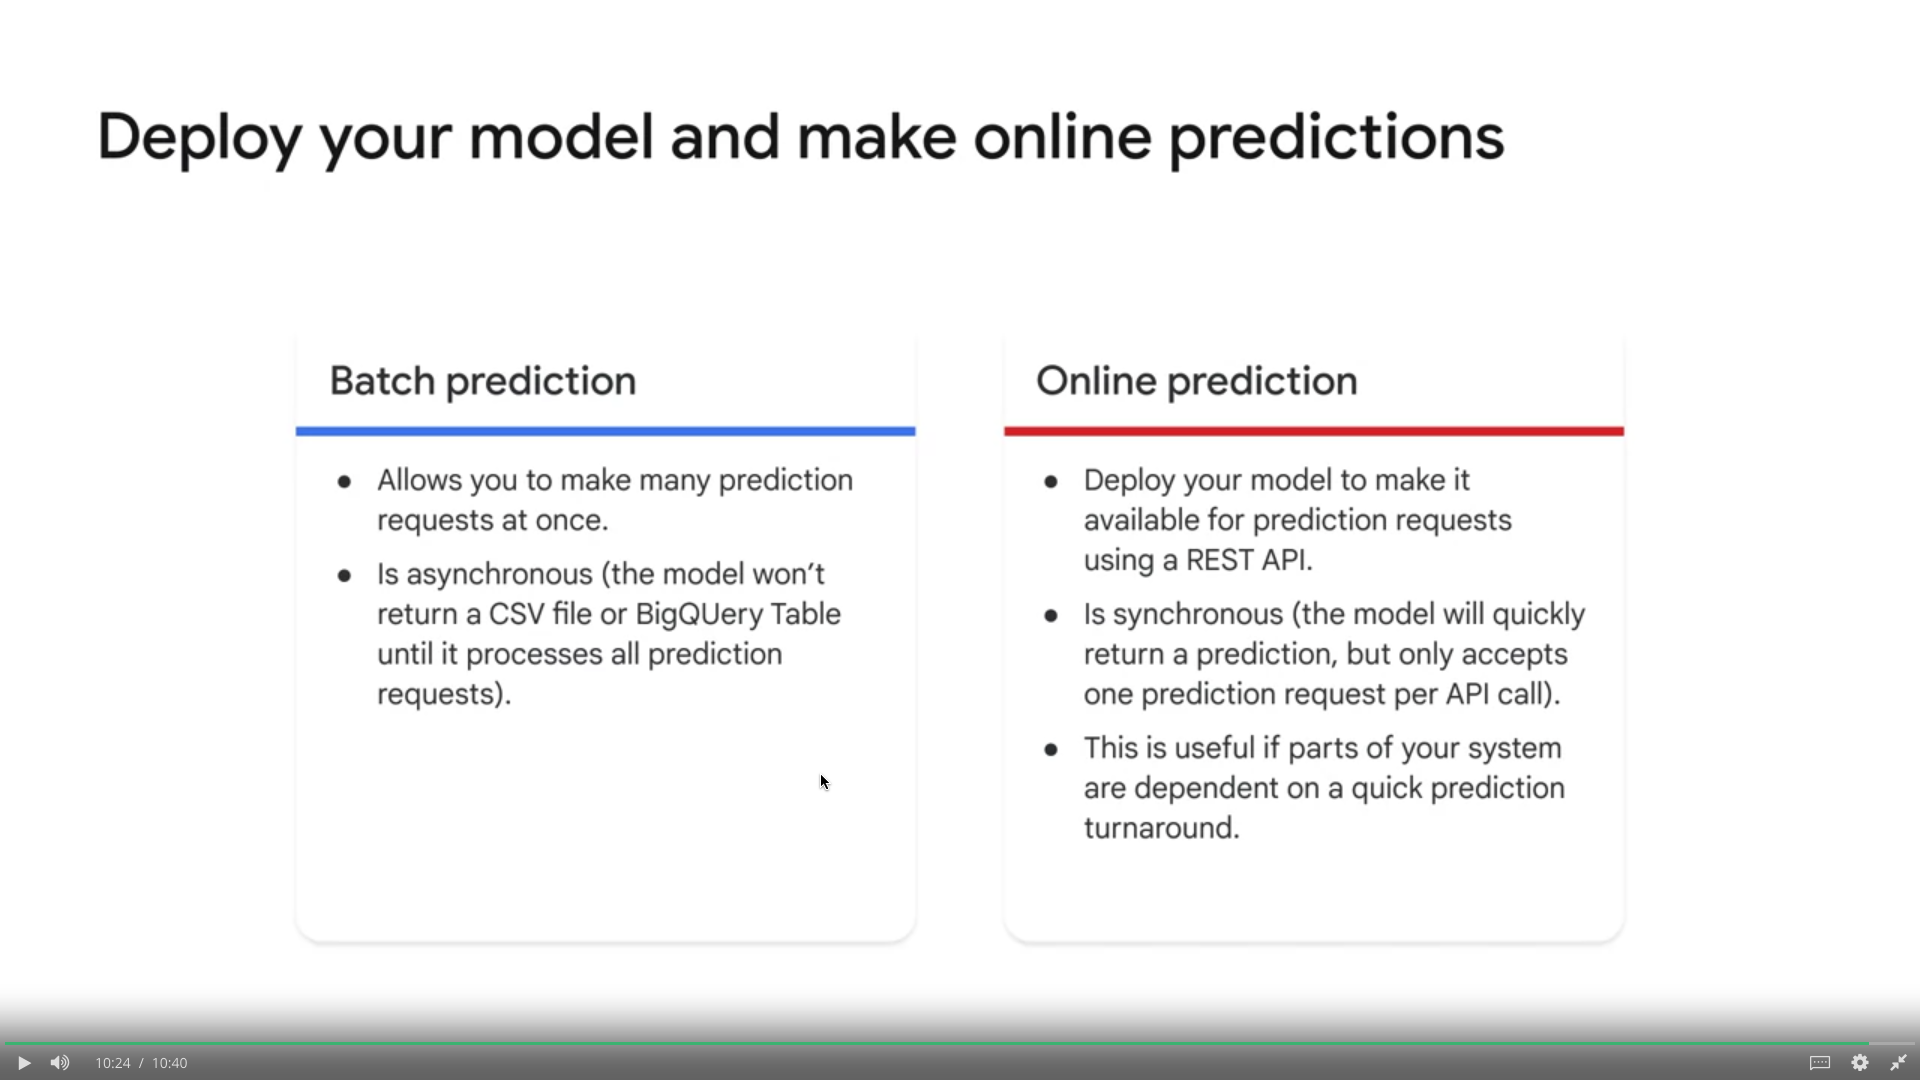 Deploy your model and make online predictions
Batch prediction
● Allows you to make many prediction
requests at once.
● Is asynchronous (the model won’t
return a CSV file or BigQUery Table
until it processes all prediction
requests).
Online prediction
● Deploy your model to make it
available for prediction requests
using a REST API.
● Is synchronous (the model will quickly
return a prediction, but only accepts
one prediction request per API call).
● This is useful if parts of your system
are dependent on a quick prediction
turnaround.
10:24 / 10:40